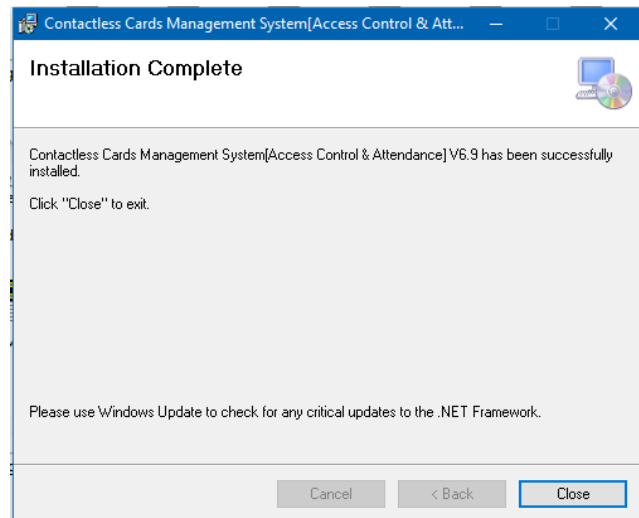 Contactless Cards Management System[Access Control & Att...
Installation Complete
Contactless Cards Management System[Access Control & Attendance] V6.9 has been successfully
installed.
Click "Close" to exit.
Please use Windows Update to check for any critical updates to the .NET Framework.
Cancel
< Back
Close